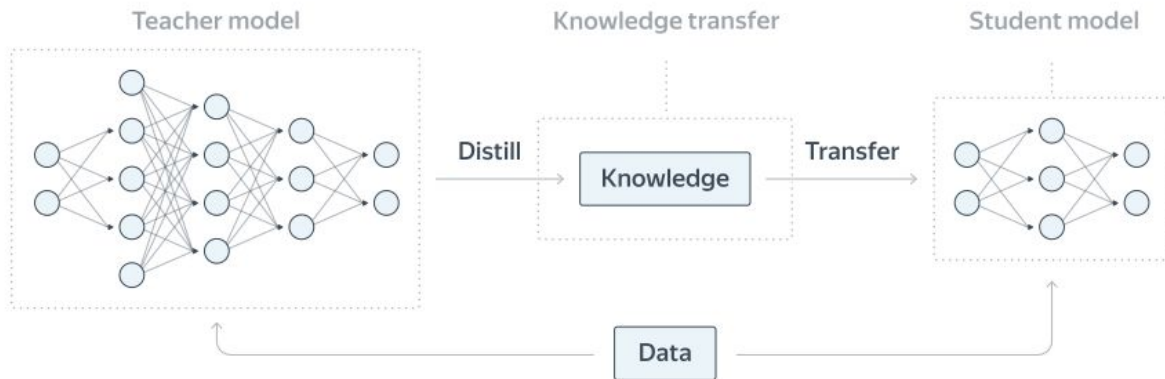 Teacher model
Knowledge transfer
Student model
Distill
Knowledge
Transfer
Data